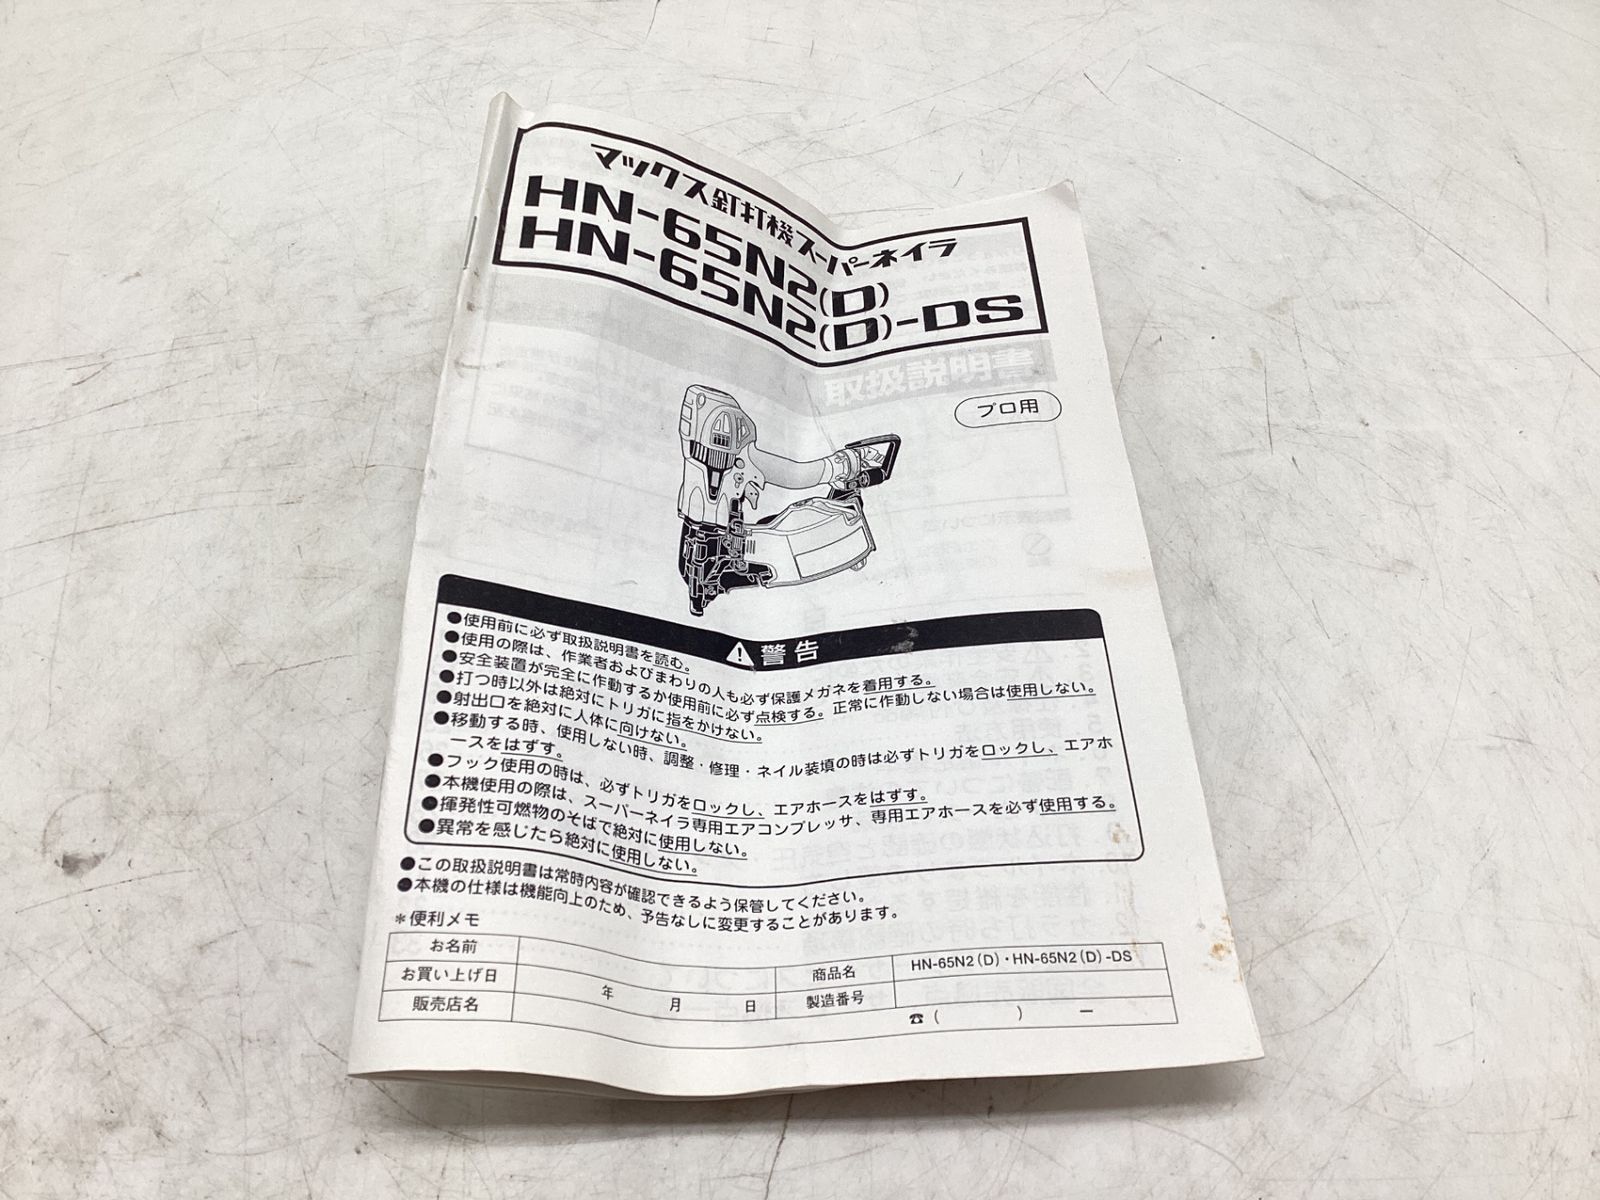 マックス釘打機スーパーネイラ
HN-65N2(D)
HN-65N2(D)-DS
取扱説明書
プロ用
警告
●使用前に必ず取扱説明書を読む。
●使用の際は、作業者およびまわりの人も必ず保護メガネを着用する。
●安全装置が完全に作動するか使用前に必ず点検する。正常に作動しない場合は使用しない。
●打つ時以外は絶対にトリガに指をかけない。
●射出口を絶対に人体に向けない。
●移動する時、使用しない時、調整・修理・ネイル装填の時は必ずトリガをロックし、エアホ
ースをはずす。
●フック使用の時は、必ずトリガをロックし、エアホースをはずす。
●本機使用の際は、スーパーネイラ専用エアコンプレッサ、専用エアホースを必ず使用する。
●揮発性可燃物のそばで絶対に使用しない。
●異常を感じたら絶対に使用しない。
●この取扱説明書は常時内容が確認できるよう保管してください。
●本機の仕様は機能向上のため、予告なしに変更することがあります。
＊便利メモ
お名前
お買い上げ日 年 月 日 商品名 HN-65N2(D)・HN-65N2(D)-DS
販売店名 製造番号
☎( ) ー